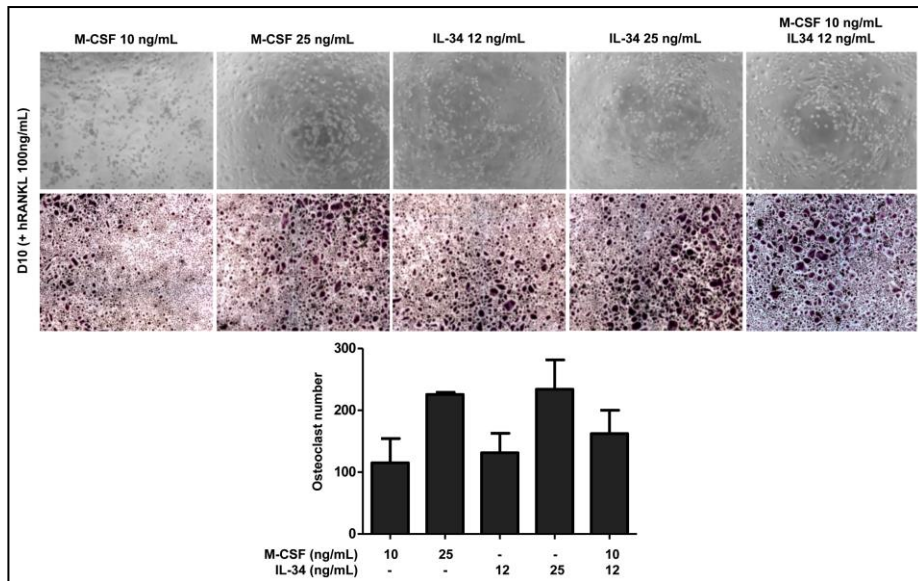 M-CSF 10 ng/mL
M-CSF 25 ng/mL
IL-34 12 ng/mL
IL-34 25 ng/mL
M-CSF 10 ng/mL
IL34 12 ng/mL
D10 (+ hRANKL 100ng/mL)
300
200
100
0
Osteoclast number
M-CSF (ng/mL) 10 25 - - 10
IL-34 (ng/mL) - - 12 25 12